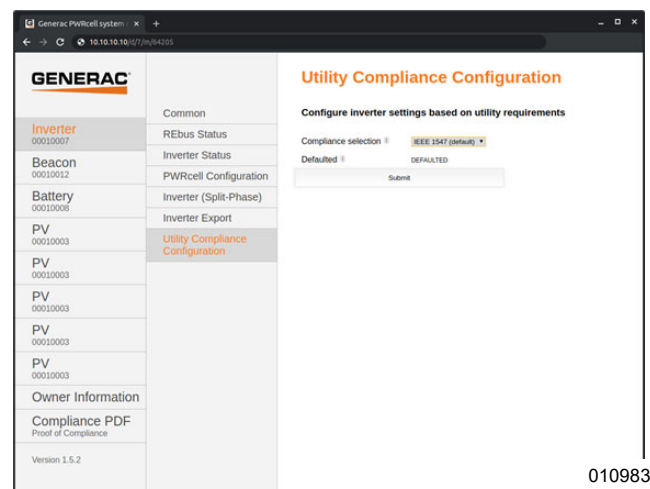 Generac PWRcell system
10.10.10.10/d/7/m/64205
GENERAC
Inverter
00010007
Beacon
00010012
Battery
00010008
PV
00010003
PV
00010003
PV
00010003
PV
00010003
PV
00010003
Owner Information
Compliance PDF
Proof of Compliance
Version 1.5.2
Common
REbus Status
Inverter Status
PWRcell Configuration
Inverter (Split-Phase)
Inverter Export
Utility Compliance
Configuration
Utility Compliance Configuration
Configure inverter settings based on utility requirements
Compliance selection IEEE 1547 (default)
Defaulted DEFAULTED
Submit
010983